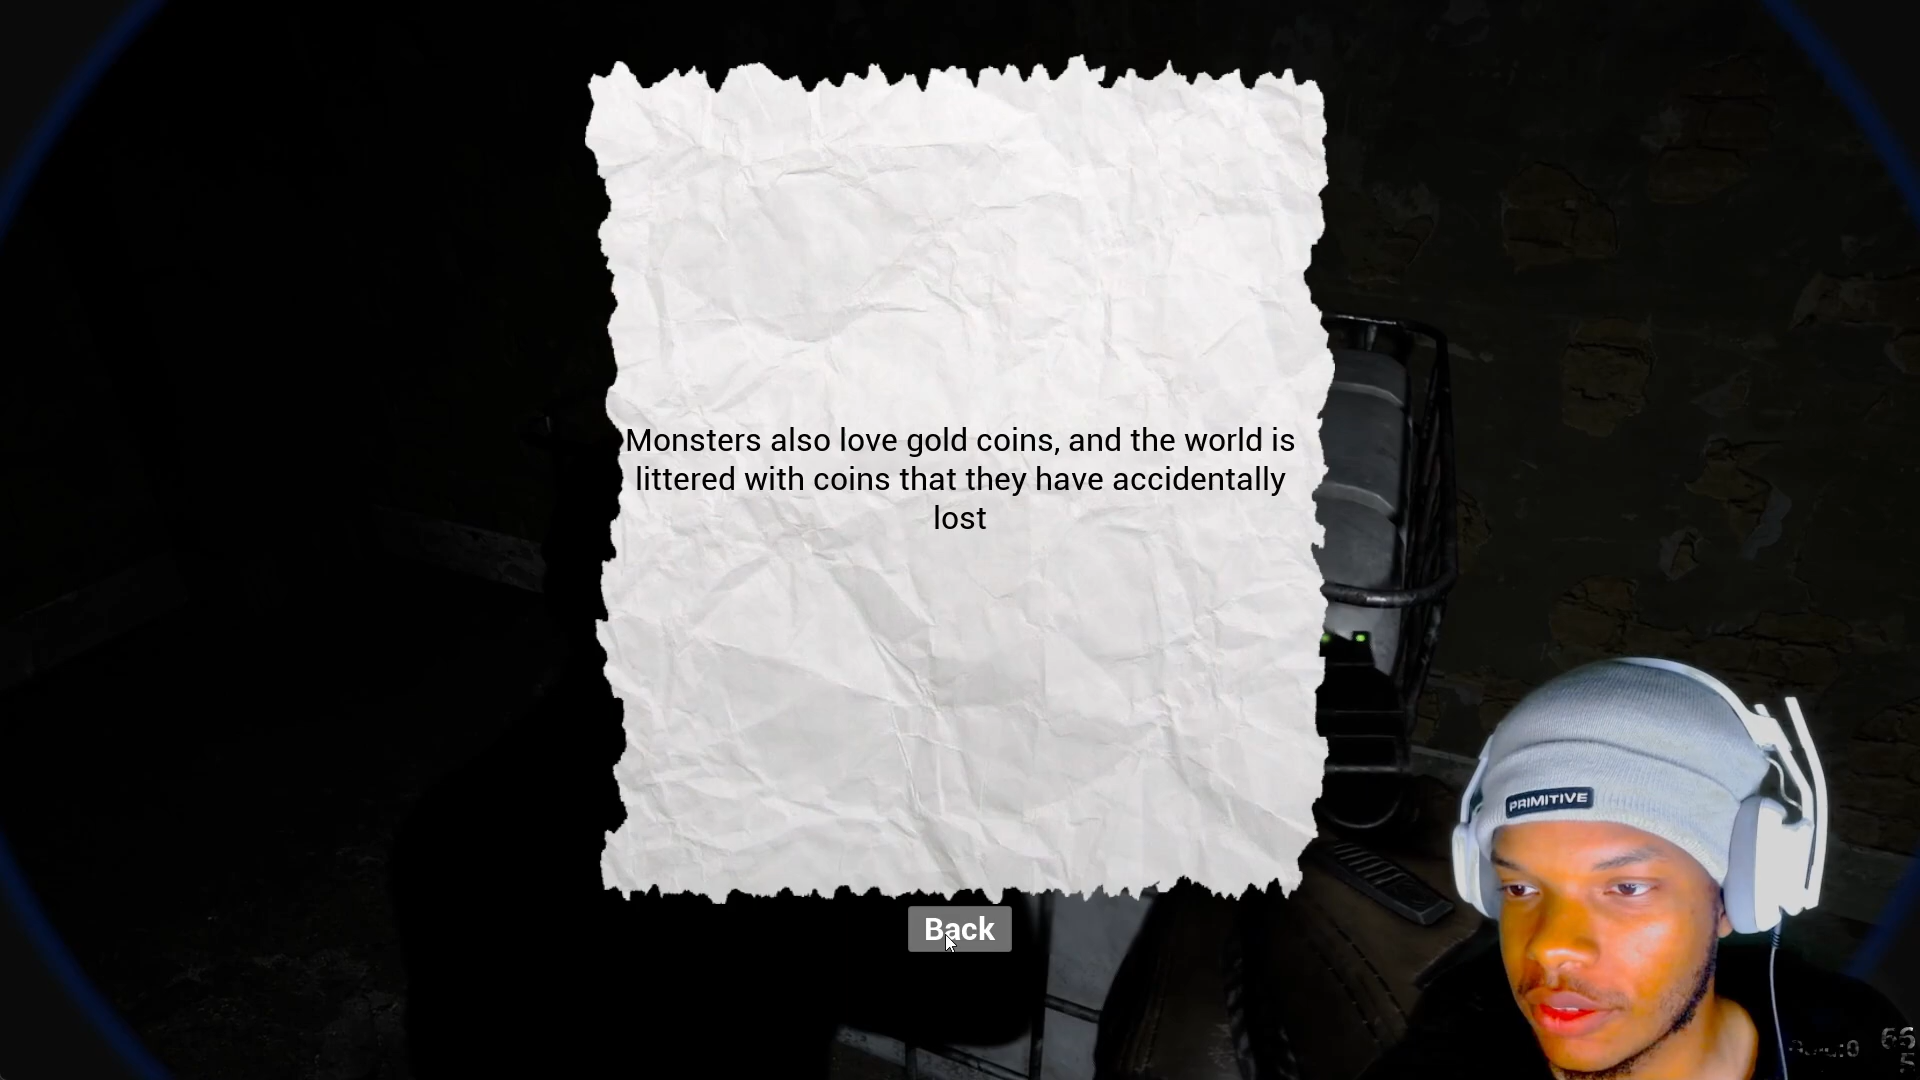 Monsters also love gold coins, and the world is
littered with coins that they have accidentally
lost
Back
PRIMITIVE